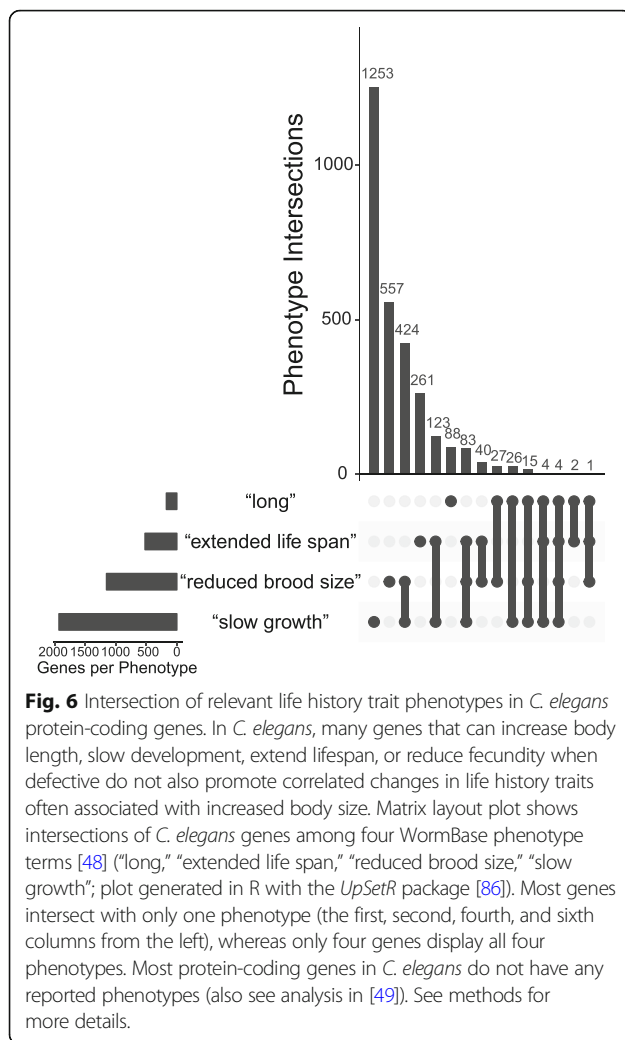 1253
1000
557
500
424
261
123
88
83
40
27
26
15
4
4
2
1
0
Phenotype Intersections
"long"
"extended life span"
"reduced brood size"
"slow growth"
2000 1500 1000 500 0
Genes per Phenotype
Fig. 6 Intersection of relevant life history trait phenotypes in C. elegans
protein-coding genes. In C. elegans, many genes that can increase body
length, slow development, extend lifespan, or reduce fecundity when
defective do not also promote correlated changes in life history traits
often associated with increased body size. Matrix layout plot shows
intersections of C. elegans genes among four WormBase phenotype
terms [48] ("long," "extended life span," "reduced brood size," "slow
growth"; plot generated in R with the UpSetR package [86]). Most genes
intersect with only one phenotype (the first, second, fourth, and sixth
columns from the left), whereas only four genes display all four
phenotypes. Most protein-coding genes in C. elegans do not have any
reported phenotypes (also see analysis in [49]). See methods for
more details.